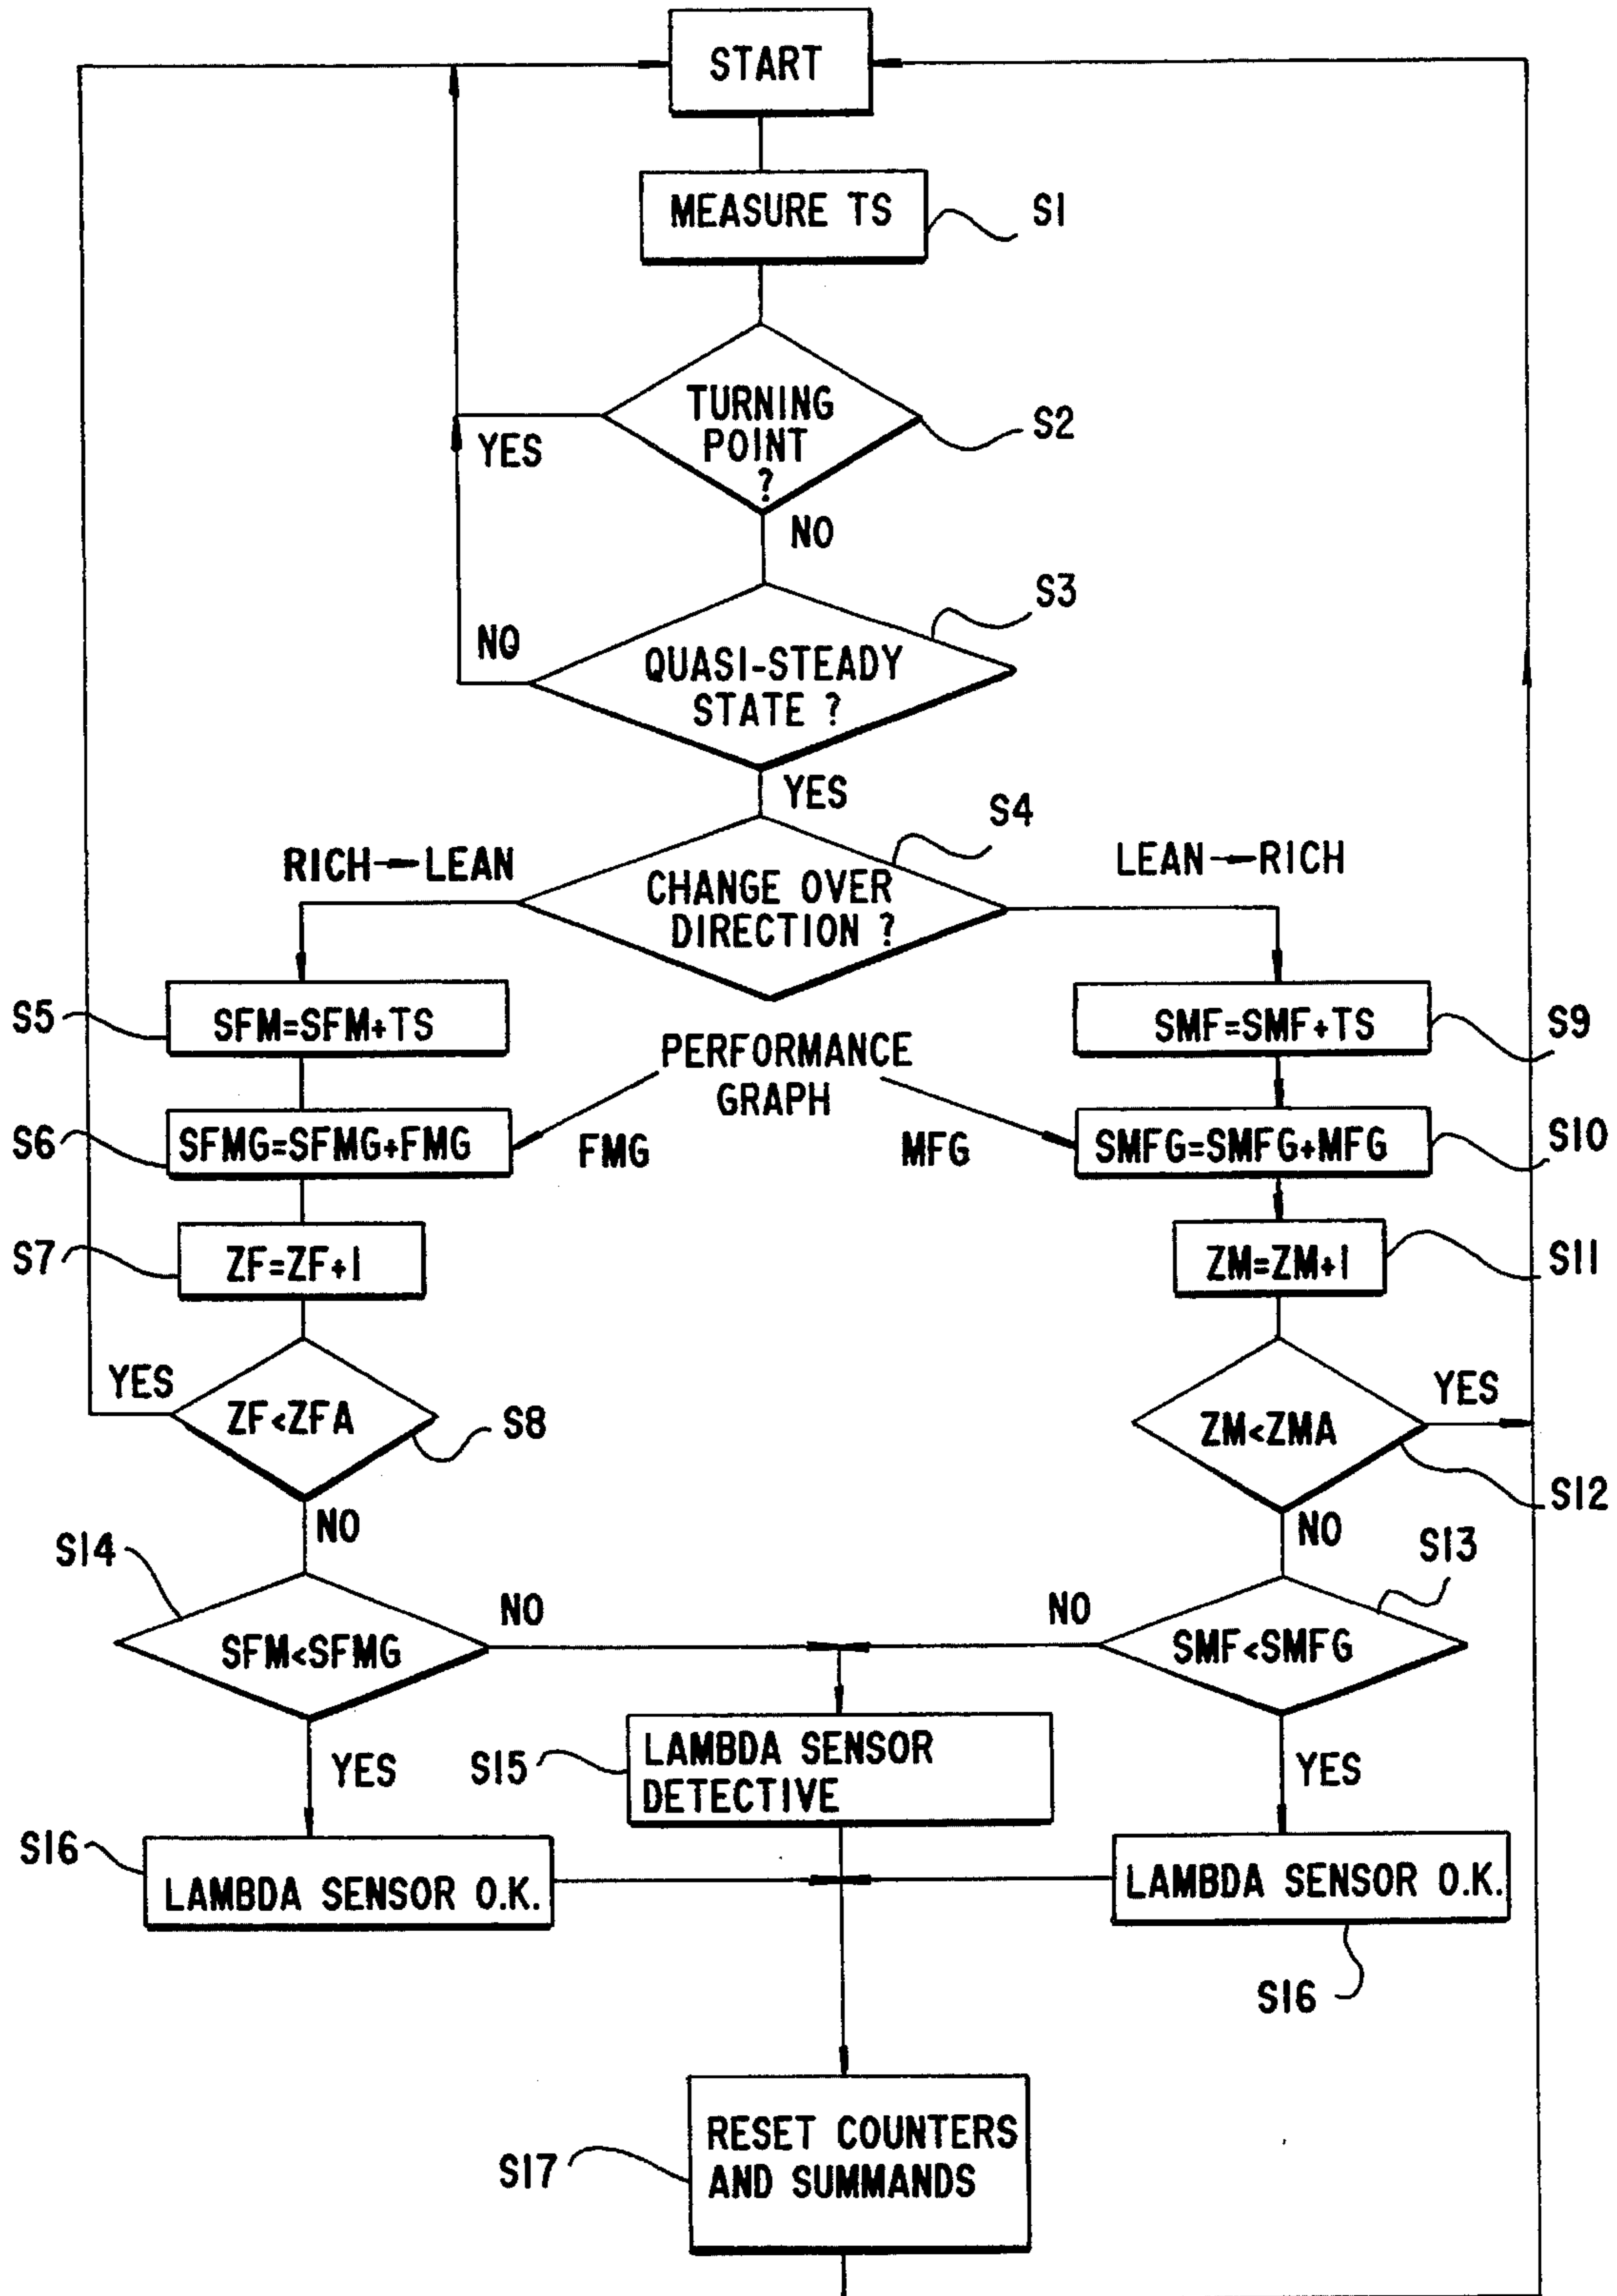 START
MEASURE TS
S1
TURNING
POINT
?
S2
YES
NO
S3
NO
QUASI-STEADY
STATE ?
YES
S4
RICH→LEAN
LEAN→RICH
CHANGE OVER
DIRECTION ?
S5
SFM=SFM+TS
SMF=SMF+TS
S9
PERFORMANCE
GRAPH
S6
SFMG=SFMG+FMG
FMG
MFG
SMFG=SMFG+MFG
S10
S7
ZF=ZF+1
ZM=ZM+1
S11
YES
ZF<ZFA
S8
ZM<ZMA
YES
S12
NO
NO
S14
S13
SFM<SFMG
NO
NO
SMF<SMFG
YES
S15
LAMBDA SENSOR
DETECTIVE
YES
S16
LAMBDA SENSOR O.K.
LAMBDA SENSOR O.K.
S16
S17
RESET COUNTERS
AND SUMMANDS